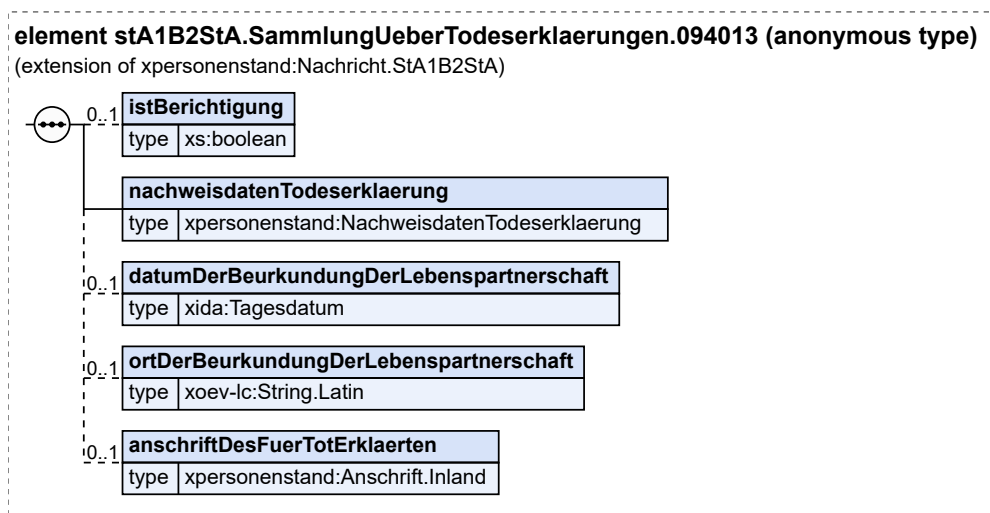 element stA1B2StA.SammlungUeberTodeserklaerungen.094013 (anonymous type)
(extension of xpersonenstand:Nachricht.StA1B2StA)
0..1 istBerichtigung
type xs:boolean
nachweisdatenTodeserklaerung
type xpersonenstand:NachweisdatenTodeserklaerung
0..1 datumDerBeurkundungDerLebenspartnerschaft
type xida:Tagesdatum
0..1 ortDerBeurkundungDerLebenspartnerschaft
type xoev-lc:String.Latin
0..1 anschriftDesFuerTotErklaerten
type xpersonenstand:Anschrift.Inland